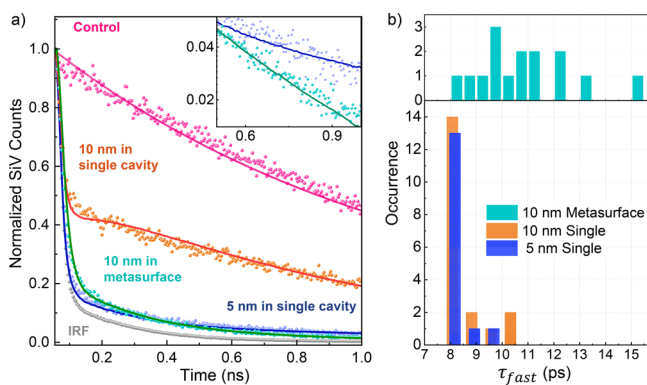 a)
Control
0.04
0.02
0.6
0.8
1.0
10 nm in
single cavity
10 nm in
metasurface
5 nm in single cavity
IRF
Normalized SiV Counts
1.0
0.8
0.6
0.4
0.2
0.0
0.2
0.4
0.6
0.8
1.0
Time (ns)
b)
3
2
1
0
14
12
10
8
6
4
2
0
Occurrence
10 nm Metasurface
10 nm Single
5 nm Single
7
8
9
10
11
12
13
14
15
τfast (ps)